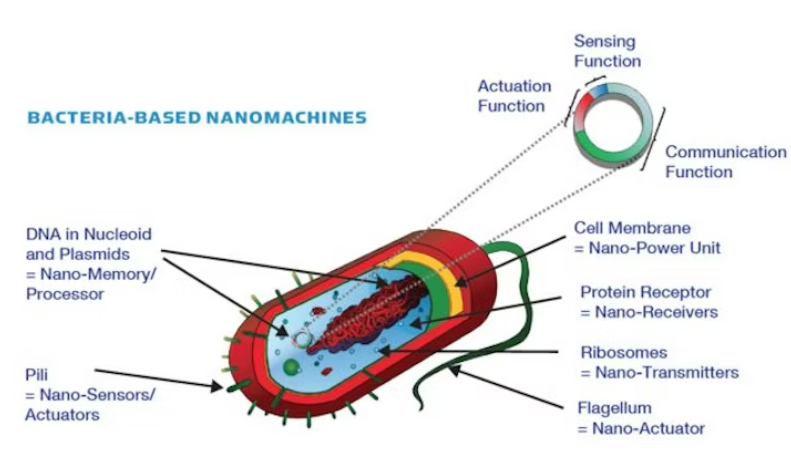 Sensing
Function
Actuation
Function
BACTERIA-BASED NANOMACHINES
Communication
Function
DNA in Nucleoid
and Plasmids
= Nano-Memory/
Processor
Cell Membrane
= Nano-Power Unit
Protein Receptor
= Nano-Receivers
Ribosomes
= Nano-Transmitters
Pili
= Nano-Sensors/
Actuators
Flagellum
= Nano-Actuator